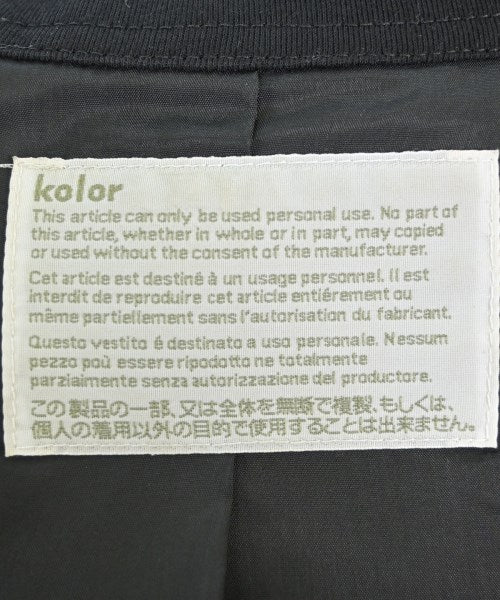 kolor
This article can only be used personal use. No part of
this article, whether in whole or in part, may copied
or used without the consent of the manufacturer.
Cet article est destiné à un usage personnel. Il est
interdit de reproduire cet article entiérement ou
même partiellement sans l'autorisation du fabricant.
Questo vestito é destinato a uso personale. Nessum
pezzo poù essere ripodotto ne totalmente
parzialmente senza autorizzazione del productore.
この製品の一部、又は全体を無断で複製、もしくは、
個人の着用以外の目的で使用することは出来ません。